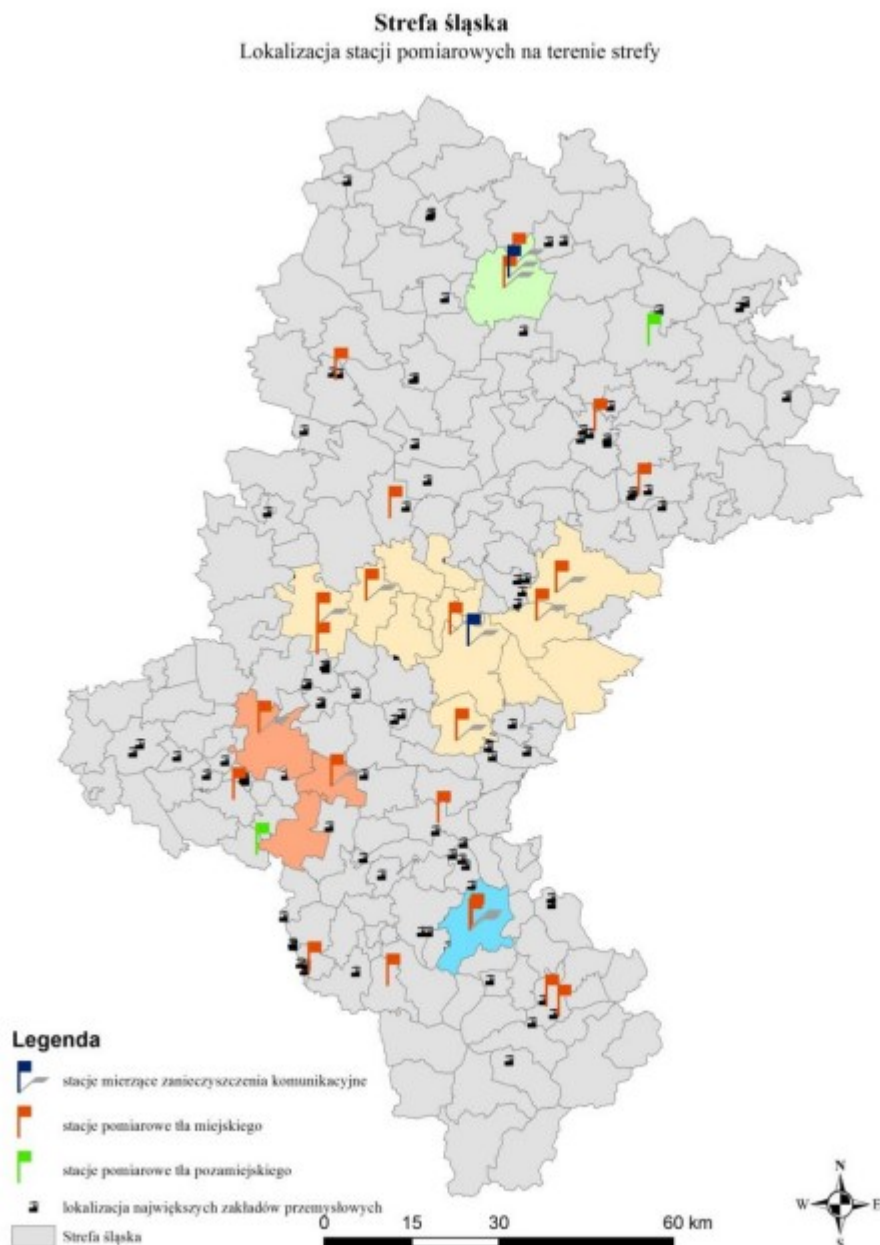 Strefa śląska
Lokalizacja stacji pomiarowych na terenie strefy
Legenda
stacje mierzące zanieczyszczenia komunikacyjne
stacje pomiarowe tła miejskiego
stacje pomiarowe tła pozamiejskiego
lokalizacja największych zakładów przemysłowych
Strefa śląska
0 15 30 60 km
N
W E
S